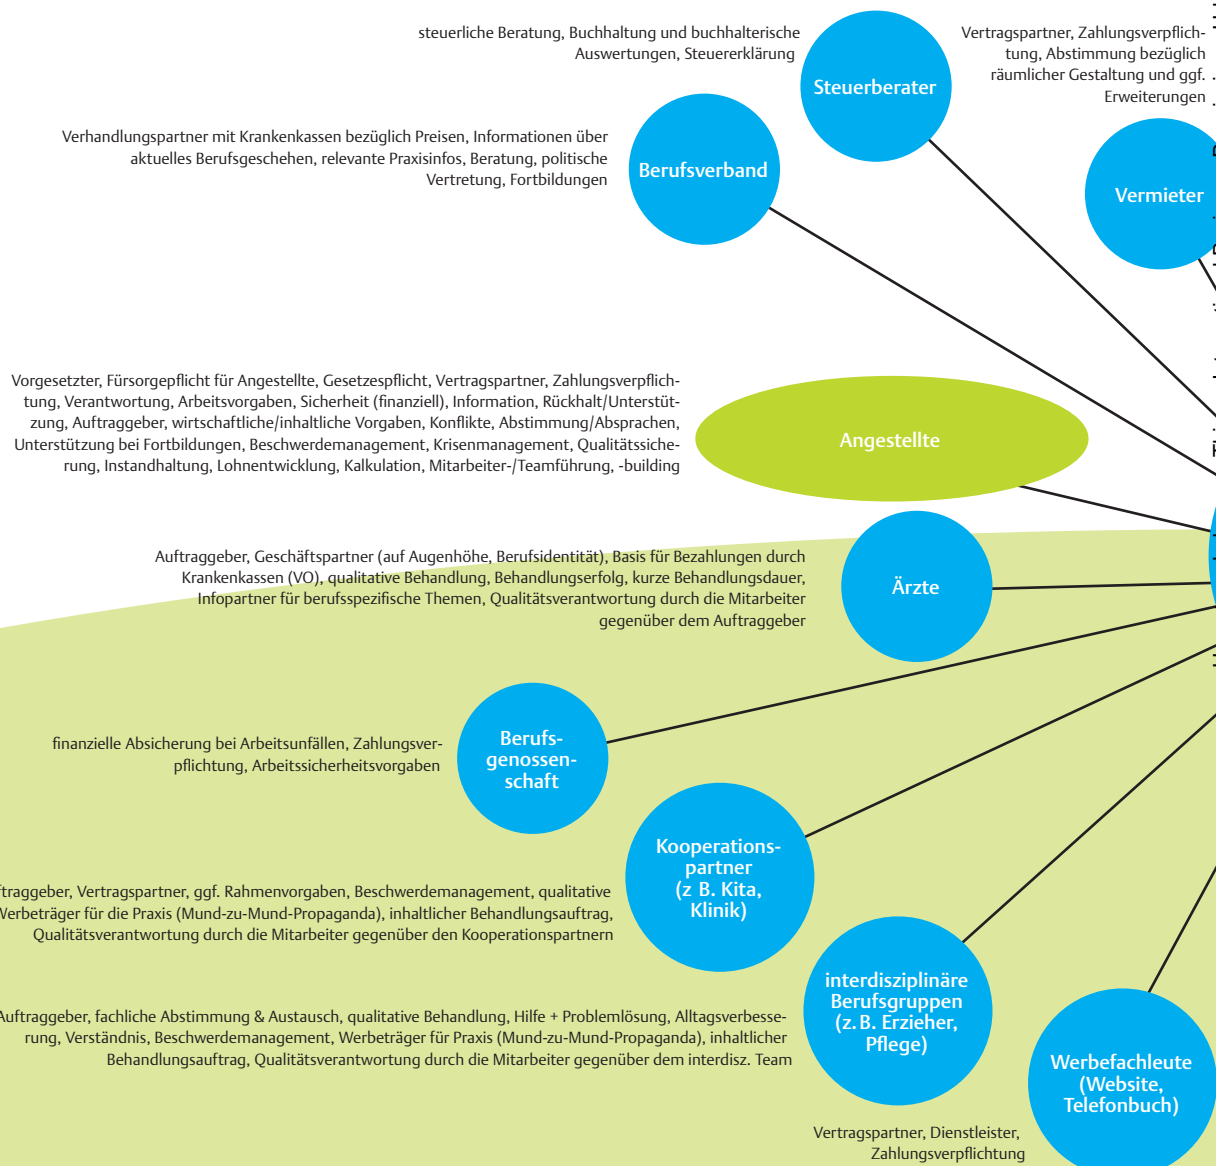 steuerliche Beratung, Buchhaltung und buchhalterische
Auswertungen, Steuererklärung
Steuerberater
Vertragspartner, Zahlungsverpflich-
tung, Abstimmung bezüglich
räumlicher Gestaltung und ggf.
Erweiterungen
Vermieter
Verhandlungspartner mit Krankenkassen bezüglich Preisen, Informationen über
aktuelles Berufsgeschehen, relevante Praxisinfos, Beratung, politische
Vertretung, Fortbildungen
Berufsverband
Vorgesetzter, Fürsorgepflicht für Angestellte, Gesetzespflicht, Vertragspartner, Zahlungsverpflich-
tung, Verantwortung, Arbeitsvorgaben, Sicherheit (finanziell), Information, Rückhalt/Unterstüt-
zung, Auftraggeber, wirtschaftliche/inhaltliche Vorgaben, Konflikte, Abstimmung/Absprachen,
Unterstützung bei Fortbildungen, Beschwerdemanagement, Krisenmanagement, Qualitätssiche-
rung, Instandhaltung, Lohnentwicklung, Kalkulation, Mitarbeiter-/Teamführung, -building
Angestellte
Auftraggeber, Geschäftspartner (auf Augenhöhe, Berufsidentität), Basis für Bezahlungen durch
Krankenkassen (VO), qualitative Behandlung, Behandlungserfolg, kurze Behandlungsdauer,
Infopartner für berufsspezifische Themen, Qualitätsverantwortung durch die Mitarbeiter
gegenüber dem Auftraggeber
Ärzte
finanzielle Absicherung bei Arbeitsunfällen, Zahlungsver-
pflichtung, Arbeitssicherheitsvorgaben
Berufs-
genossen-
schaft
ftraggeber, Vertragspartner, ggf. Rahmenvorgaben, Beschwerdemanagement, qualitative
Werbeträger für die Praxis (Mund-zu-Mund-Propaganda), inhaltlicher Behandlungsauftrag,
Qualitätsverantwortung durch die Mitarbeiter gegenüber den Kooperationspartnern
Kooperations-
partner
(z B. Kita,
Klinik)
Auftraggeber, fachliche Abstimmung & Austausch, qualitative Behandlung, Hilfe + Problemlösung, Alltagsverbesse-
rung, Verständnis, Beschwerdemanagement, Werbeträger für Praxis (Mund-zu-Mund-Propaganda), inhaltlicher
Behandlungsauftrag, Qualitätsverantwortung durch die Mitarbeiter gegenüber dem interdisz. Team
interdisziplinäre
Berufsgruppen
(z. B. Erzieher,
Pflege)
Vertragspartner, Dienstleister,
Zahlungsverpflichtung
Werbefachleute
(Website,
Telefonbuch)